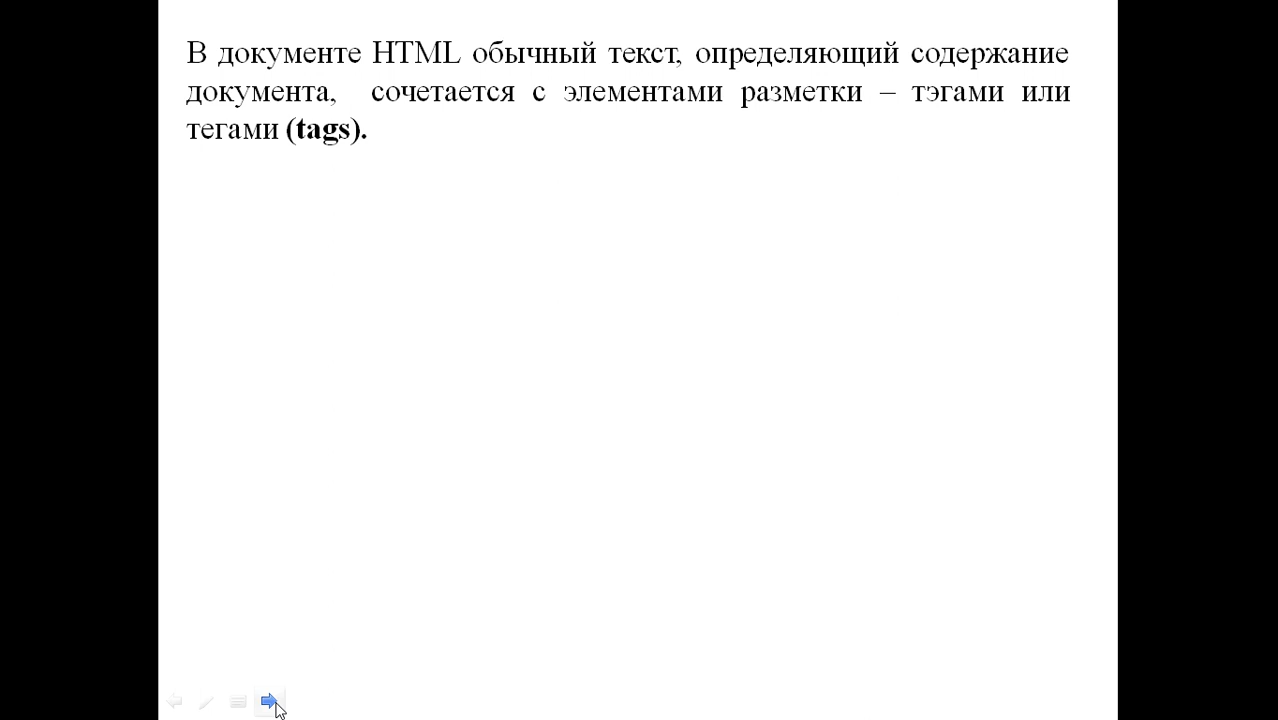 В документе HTML обычный текст, определяющий содержание
документа, сочетается с элементами разметки – тэгами или
тегами (tags).